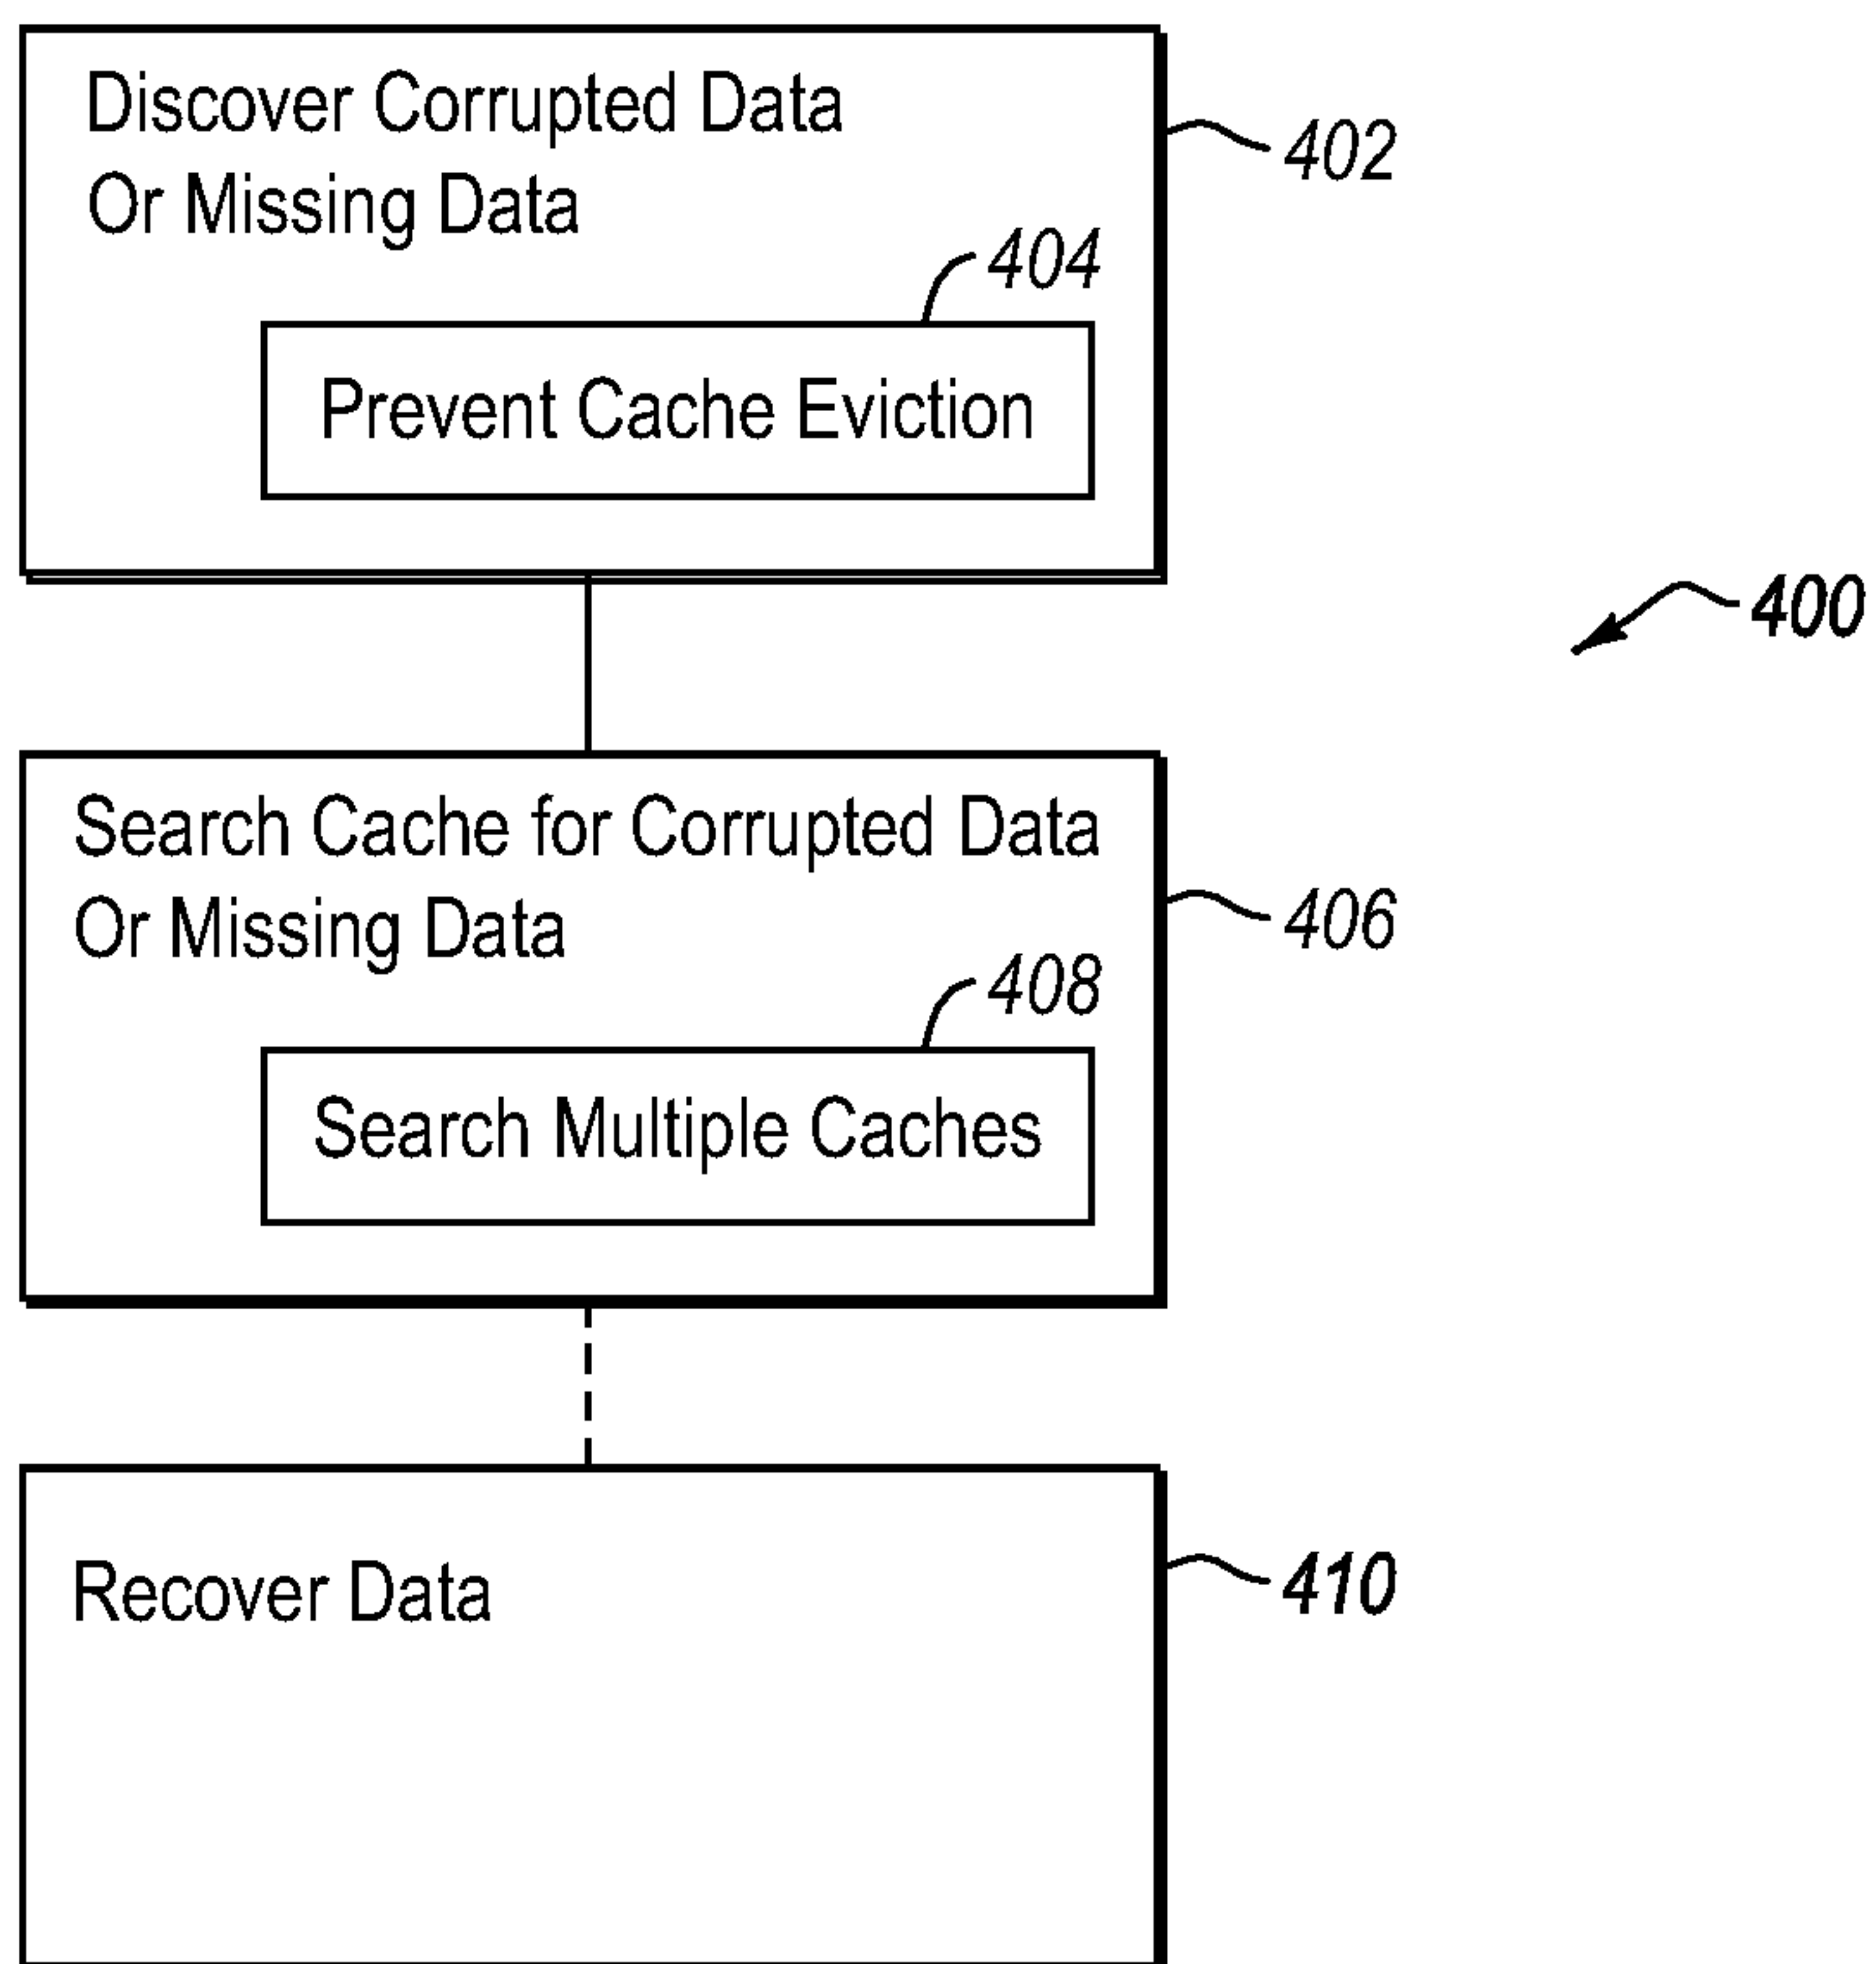 Discover Corrupted Data
Or Missing Data
402
404
Prevent Cache Eviction
400
Search Cache for Corrupted Data
Or Missing Data
406
408
Search Multiple Caches
Recover Data
410